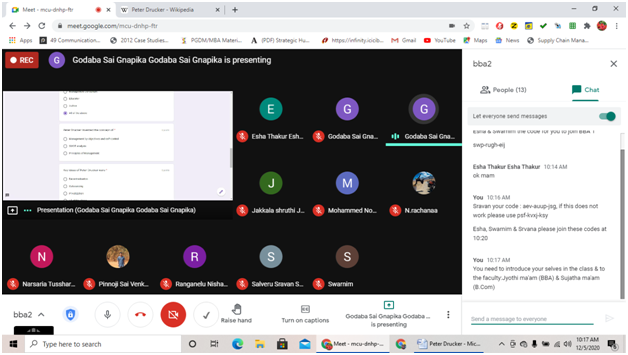 Meet - mcu-dnhp-ftr
Peter Drucker - Wikipedia
meet.google.com/mcu-dnhp-ftr
Apps
49 Communication...
2012 Case Studies...
PGDM/MBA Materi...
(PDF) Strategic Hu...
https://infinity.icicib...
Gmail
YouTube
Maps
News
Supply Chain Mana...
REC
G
Godaba Sai Gnapika Godaba Sai Gnapika is presenting
bba2
People (13)
Chat
Let everyone send messages
Esha & Swarnim the code for you to join BBA 1
swp-rugh-eij
Esha Thakur Esha Thakur 10:14 AM
ok mam
You 10:16 AM
Sravan your code : aev-auup-jsg, if this does not
work please use psf-kvxj-ksy
Esha, Swarnim & Srvana please join these codes at
10:20
You 10:17 AM
You need to introduce your selves in the class & to
the faculty:Jyothi ma'am (BBA) & Sujatha ma'am
(B.Com)
Send a message to everyone
E
G
G
Esha Thakur Esh...
Godaba Sai Gna...
Godaba Sai Gna...
J
M
Jakkala shruthi J...
Mohammed No...
N.rachanaa
Presentation (Godaba Sai Gnapika Godaba Sai Gnapika)
N
R
S
S
Narsaria Tusshar...
Pinnoji Sai Venk...
Ranganelu Nisha...
Salveru Sravan S...
Swarnim
bba2
Raise hand
Turn on captions
Godaba Sai Gnapika Godaba ...
is presenting
Type here to search
Meet - mcu-dnhp-...
Peter Drucker - Mic...
10:17 AM
12/5/2020